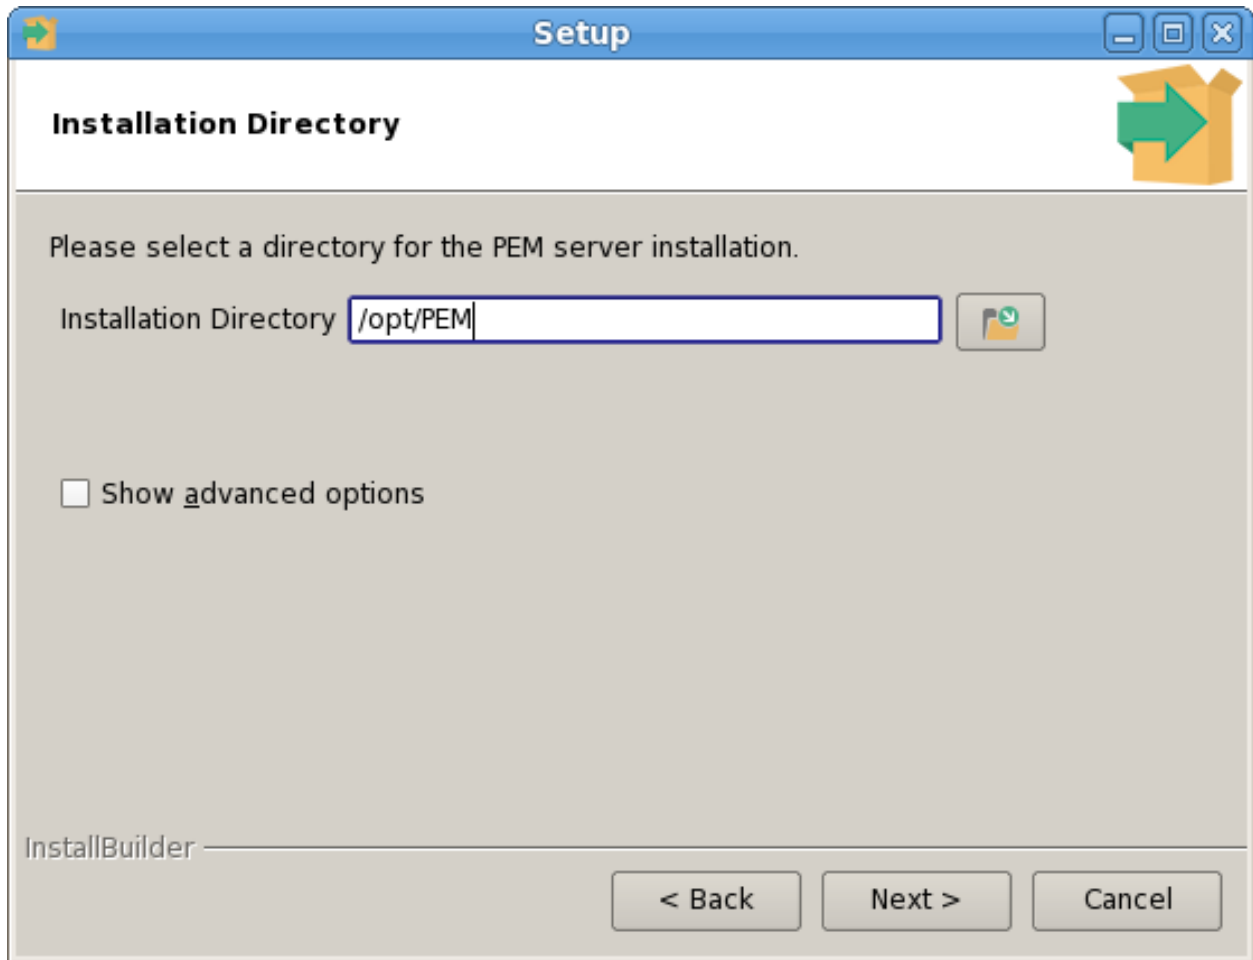 Setup
Installation Directory
Please select a directory for the PEM server installation.
Installation Directory /opt/PEM
Show advanced options
InstallBuilder
< Back Next > Cancel